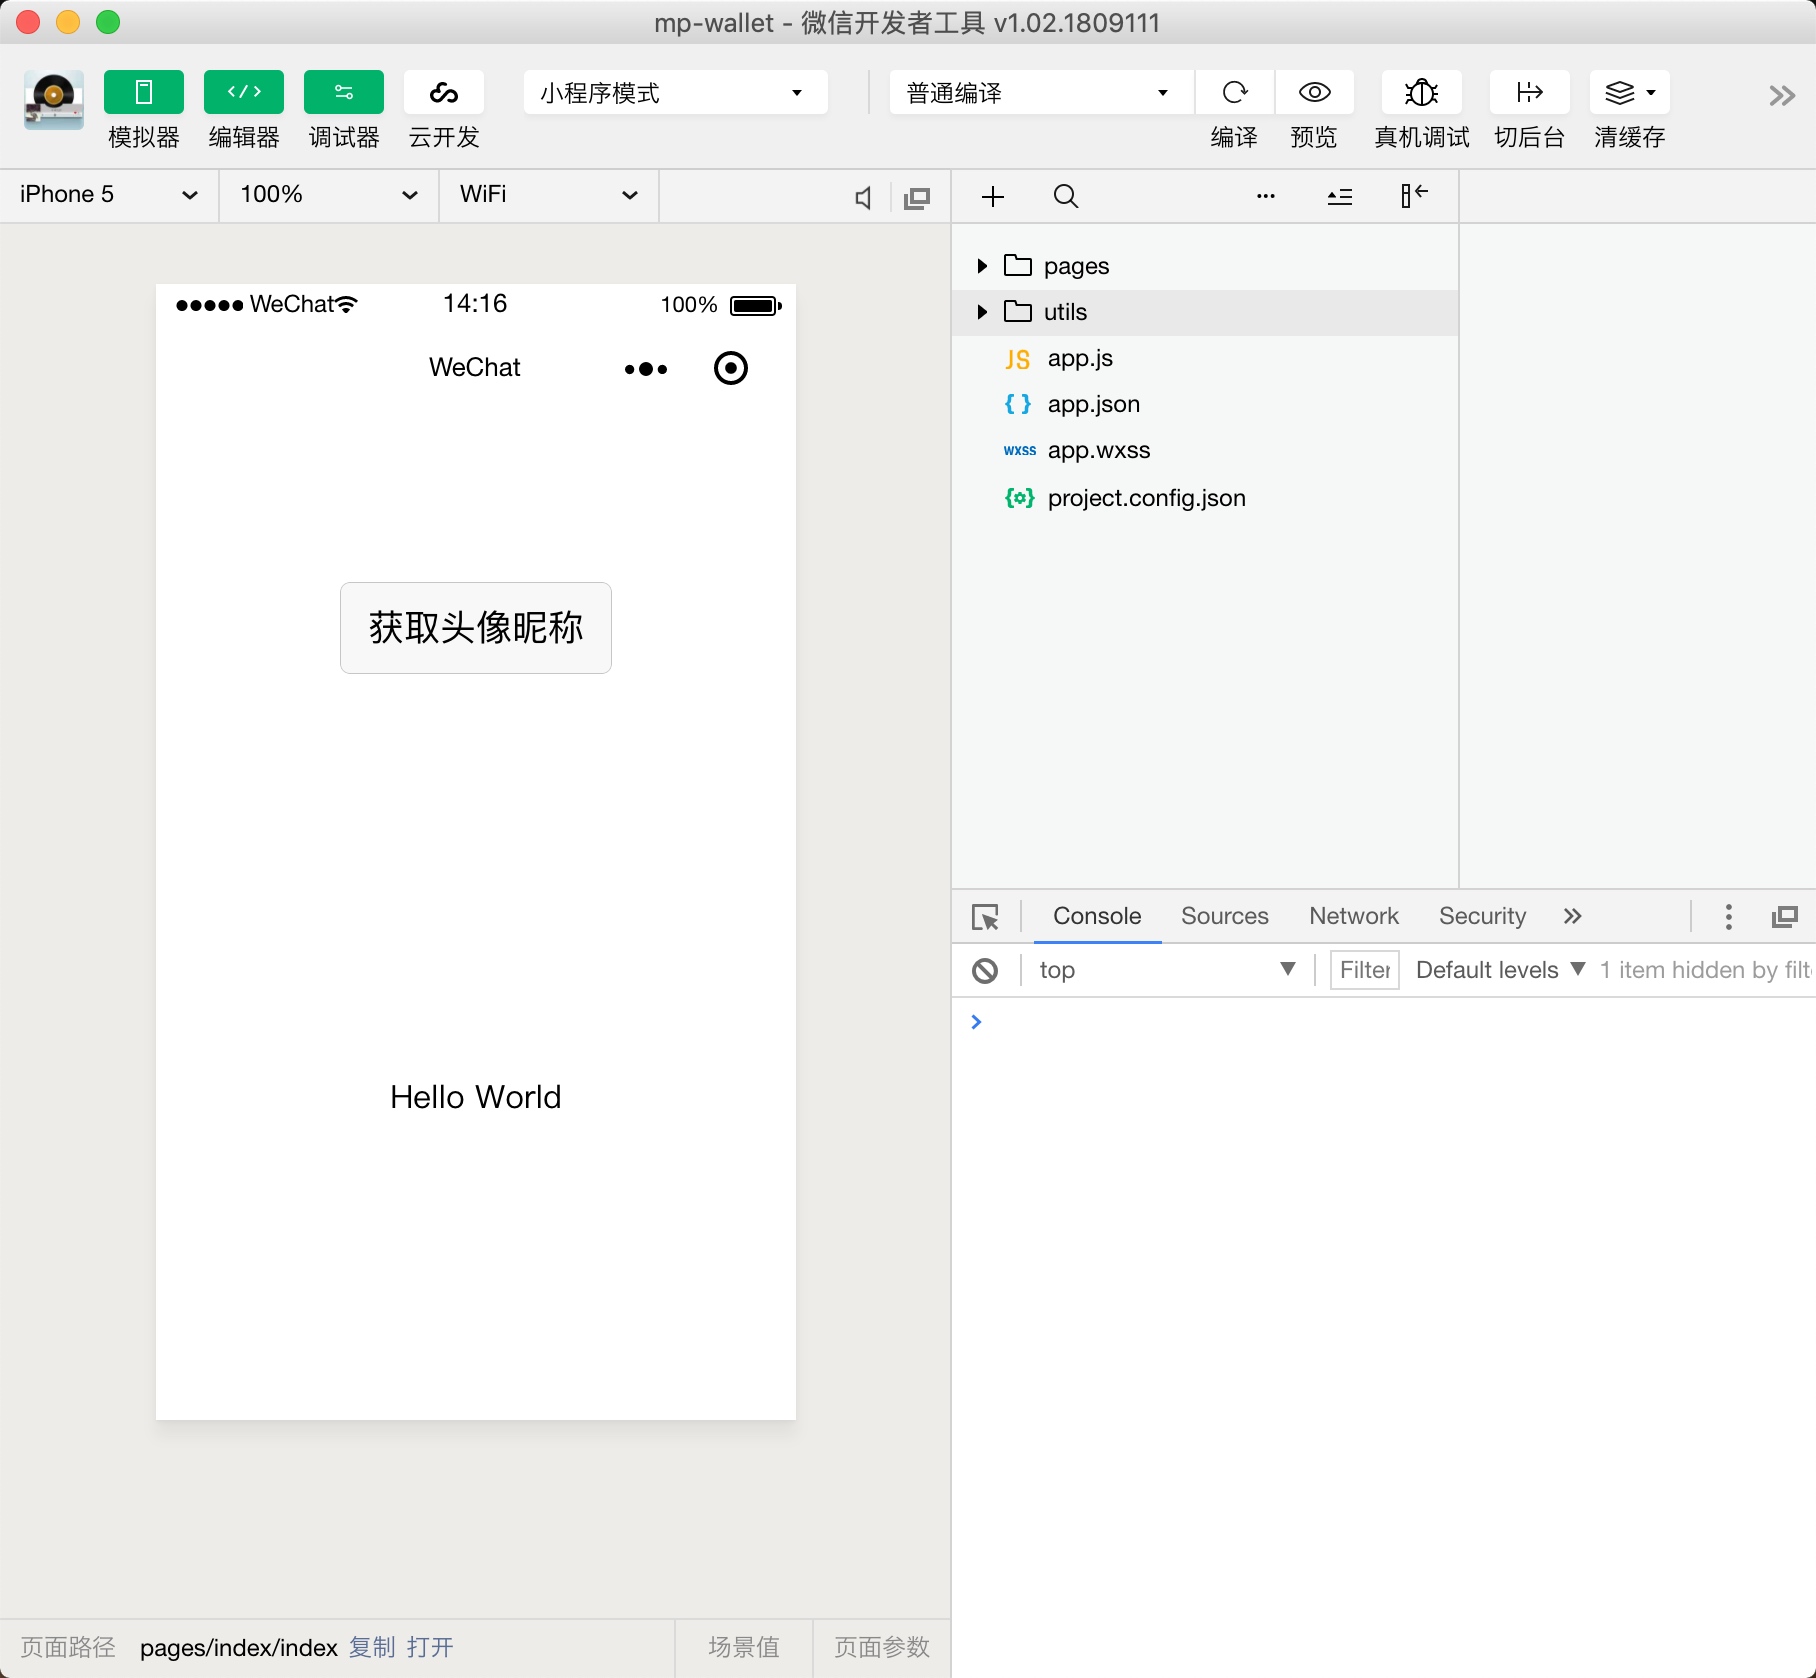 mp-wallet - 微信开发者工具 v1.02.1809111
模拟器 编辑器 调试器 云开发 小程序模式 普通编译 编译 预览 真机调试 切后台 清缓存
iPhone 5 100% WiFi
WeChat 14:16 100%
WeChat
获取头像昵称
Hello World
页面路径 pages/index/index 复制 打开 场景值 页面参数
pages
utils
JS app.js
{ } app.json
wxss app.wxss
project.config.json
Console Sources Network Security
top Filter Default levels 1 item hidden by filt